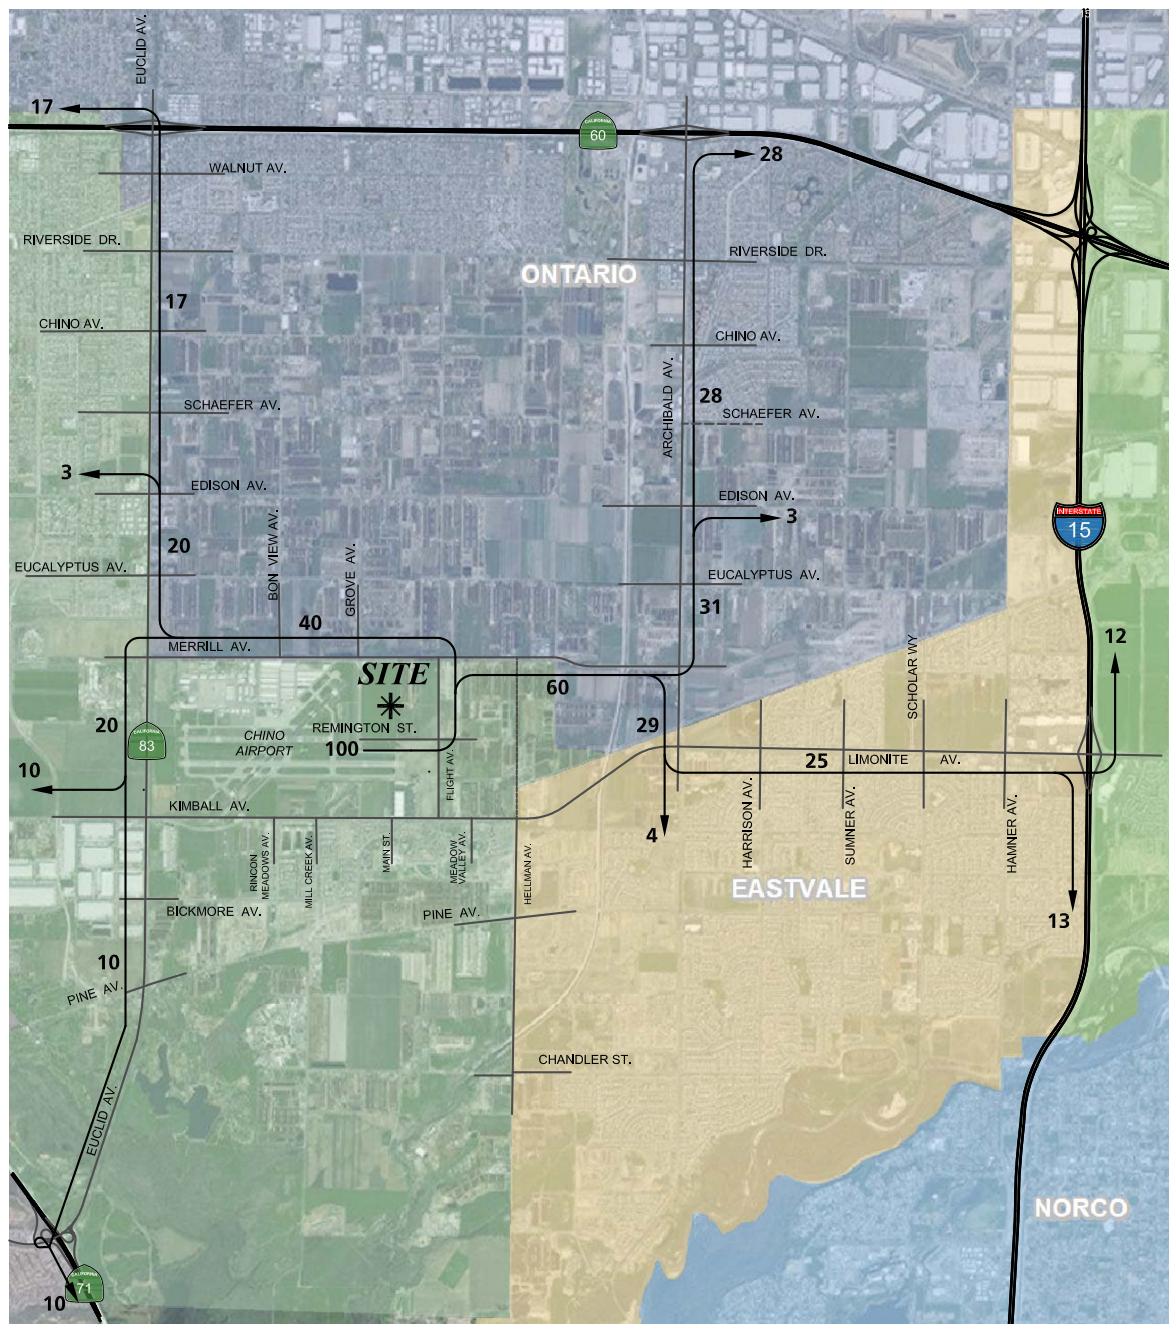 EUCLID AV.
17
CALIFORNIA
60
28
WALNUT AV.
RIVERSIDE DR.
RIVERSIDE DR.
ONTARIO
17
CHINO AV.
CHINO AV.
ARCHIBALD AV.
28
SCHAEFER AV.
SCHAEFER AV.
3
EDISON AV.
EDISON AV.
3
INTERSTATE
15
20
BON VIEW AV.
GROVE AV.
EUCALYPTUS AV.
EUCALYPTUS AV.
31
40
MERRILL AV.
12
SITE
60
SCHOLAR WY
20
CALIFORNIA
83
CHINO
AIRPORT
REMINGTON ST.
100
29
25
LIMONITE AV.
10
FLIGHT AV.
KIMBALL AV.
4
HARRISON AV.
SUMNER AV.
HAMNER AV.
RINCON
MEADOWS AV.
MILL CREEK AV.
MAIN ST.
MEADOW
VALLEY AV.
HELLMAN AV.
EASTVALE
BICKMORE AV.
PINE AV.
13
10
PINE AV.
CHANDLER ST.
EUCLID AV.
NORCO
CALIFORNIA
71
10